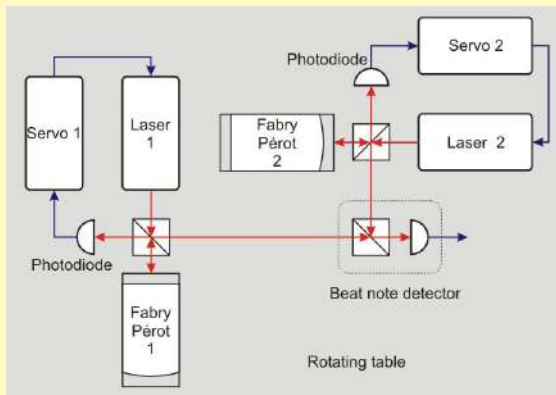 Servo 2
Photodiode
Servo 1
Laser
1
Fabry
Pérot
2
Laser 2
Photodiode
Beat note detector
Fabry
Pérot
1
Rotating table